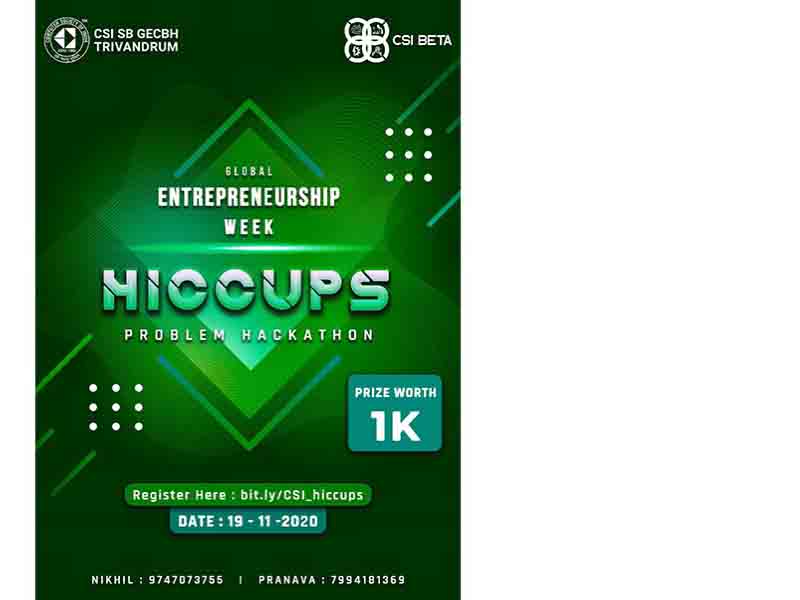 CSI SB GECBH
TRIVANDRUM
CSI BETA
GLOBAL
ENTREPRENEURSHIP
WEEK
HICCUPS
PROBLEM HACKATHON
PRIZE WORTH
1K
Register Here : bit.ly/CSI_hiccups
DATE : 19 - 11 -2020
NIKHIL : 9747073755 | PRANAVA : 7994181369